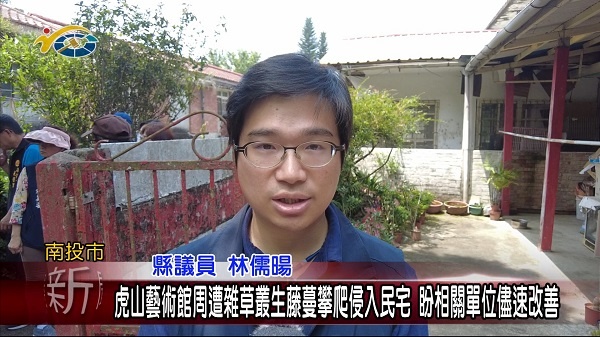 南投市
縣議員 林儒暘
新
虎山藝術館周遭雜草叢生藤蔓攀爬侵入民宅 盼相關單位儘速改善